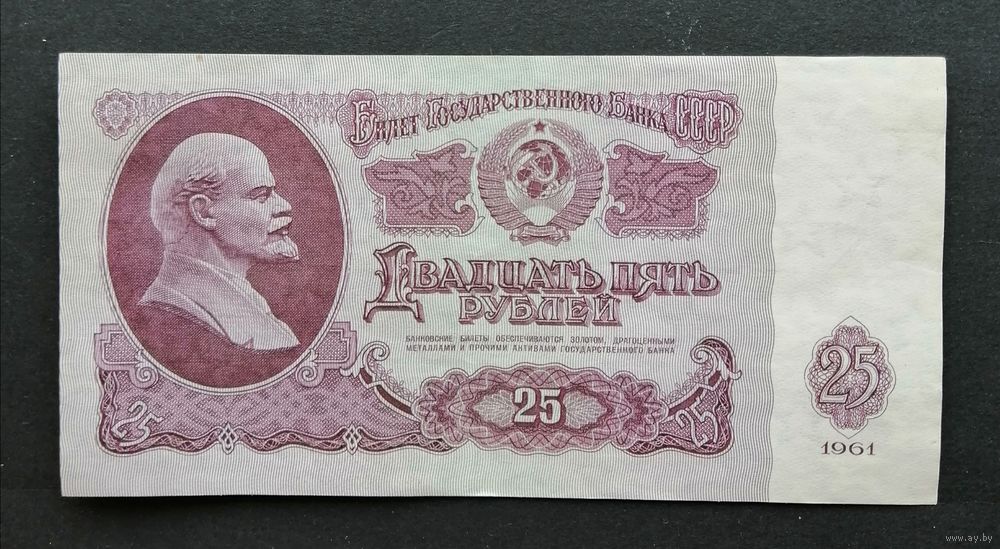 Билет Государственного Банка СССР
Двадцать пять
рублей
БАНКОВСКИЕ БИЛЕТЫ ОБЕСПЕЧИВАЮТСЯ ЗОЛОТОМ, ДРАГОЦЕННЫМИ
МЕТАЛЛАМИ И ПРОЧИМИ АКТИВАМИ ГОСУДАРСТВЕННОГО БАНКА
25
25
25
25
1961
www.ay.by